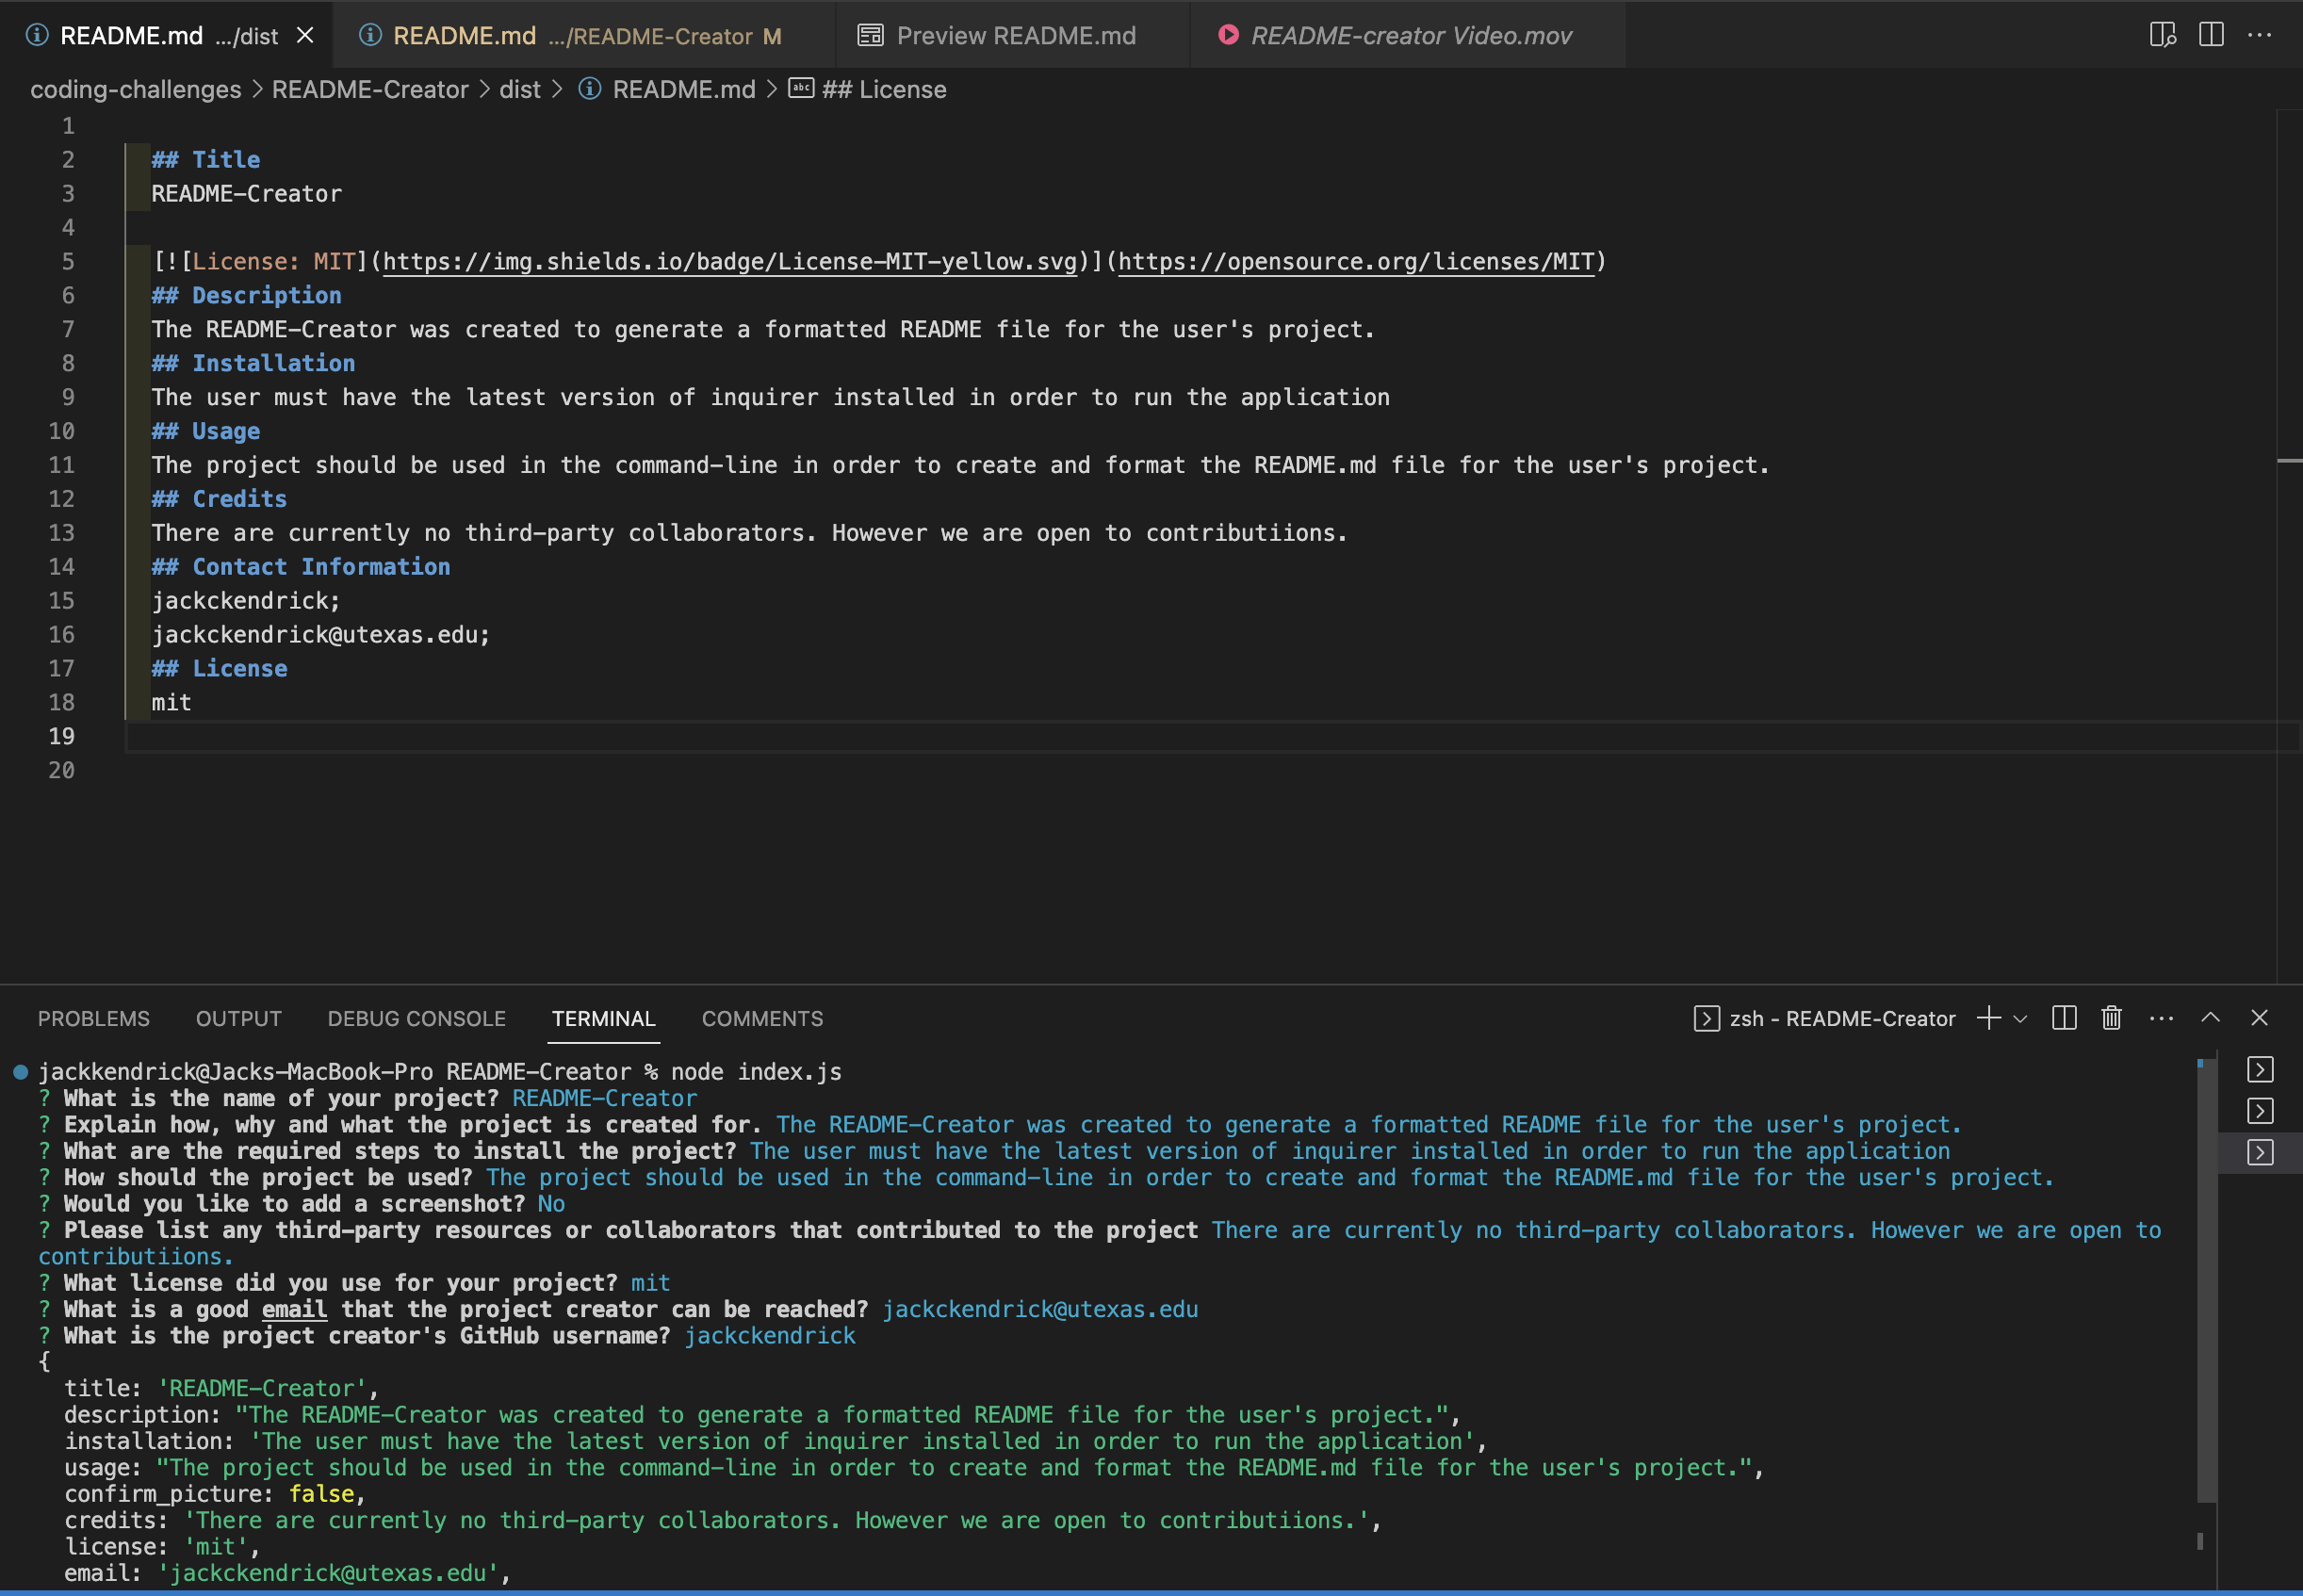 README.md .../dist
README.md .../README-Creator M
Preview README.md
README-creator Video.mov
coding-challenges > README-Creator > dist > README.md > ## License
1
2 ## Title
3 README-Creator
4
5 [![License: MIT](https://img.shields.io/badge/License-MIT-yellow.svg)](https://opensource.org/licenses/MIT)
6 ## Description
7 The README-Creator was created to generate a formatted README file for the user's project.
8 ## Installation
9 The user must have the latest version of inquirer installed in order to run the application
10 ## Usage
11 The project should be used in the command-line in order to create and format the README.md file for the user's project.
12 ## Credits
13 There are currently no third-party collaborators. However we are open to contributiions.
14 ## Contact Information
15 jackckendrick;
16 jackckendrick@utexas.edu;
17 ## License
18 mit
19
20
PROBLEMS OUTPUT DEBUG CONSOLE TERMINAL COMMENTS zsh - README-Creator
jackkendrick@Jacks-MacBook-Pro README-Creator % node index.js
? What is the name of your project? README-Creator
? Explain how, why and what the project is created for. The README-Creator was created to generate a formatted README file for the user's project.
? What are the required steps to install the project? The user must have the latest version of inquirer installed in order to run the application
? How should the project be used? The project should be used in the command-line in order to create and format the README.md file for the user's project.
? Would you like to add a screenshot? No
? Please list any third-party resources or collaborators that contributed to the project There are currently no third-party collaborators. However we are open to
contributiions.
? What license did you use for your project? mit
? What is a good email that the project creator can be reached? jackckendrick@utexas.edu
? What is the project creator's GitHub username? jackckendrick
{
title: 'README-Creator',
description: "The README-Creator was created to generate a formatted README file for the user's project.",
installation: 'The user must have the latest version of inquirer installed in order to run the application',
usage: "The project should be used in the command-line in order to create and format the README.md file for the user's project.",
confirm_picture: false,
credits: 'There are currently no third-party collaborators. However we are open to contributiions.',
license: 'mit',
email: 'jackckendrick@utexas.edu',